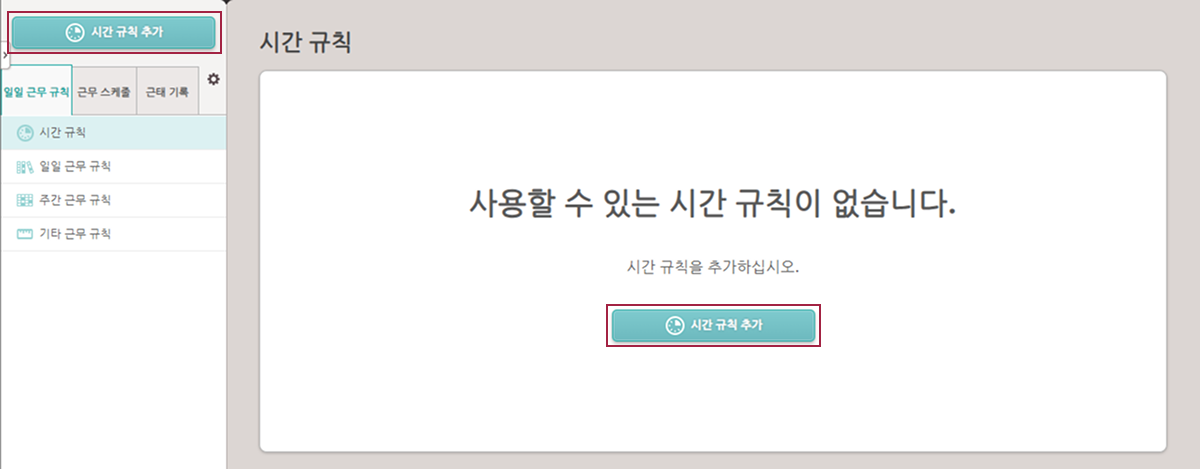 시간 규칙 추가
일일 근무 규칙 근무 스케줄 근태 기록
시간 규칙
일일 근무 규칙
주간 근무 규칙
기타 근무 규칙
시간 규칙
사용할 수 있는 시간 규칙이 없습니다.
시간 규칙을 추가하십시오.
시간 규칙 추가